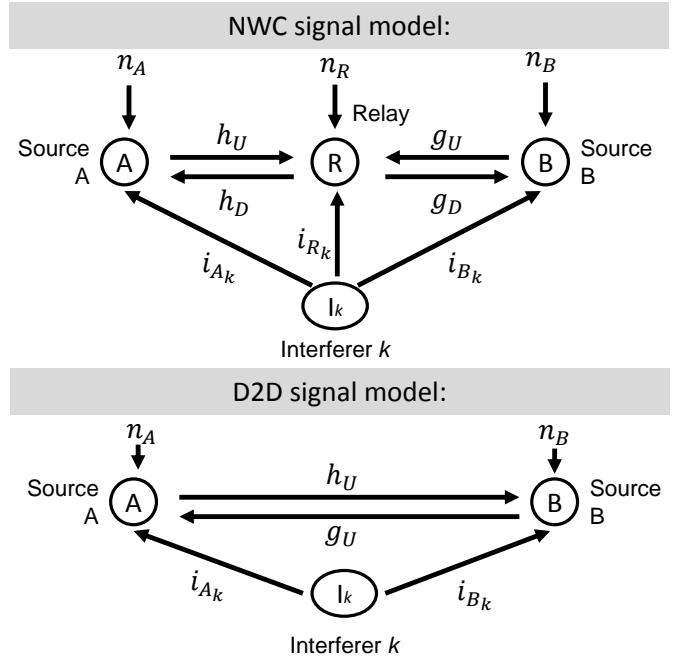 NWC signal model:
n_A
n_R
n_B
Relay
Source
A
A
h_U
h_D
R
g_U
g_D
B
Source
B
i_{A_k}
i_{R_k}
i_{B_k}
I_k
Interferer k
D2D signal model:
n_A
n_B
Source
A
A
h_U
g_U
B
Source
B
i_{A_k}
i_{B_k}
I_k
Interferer k